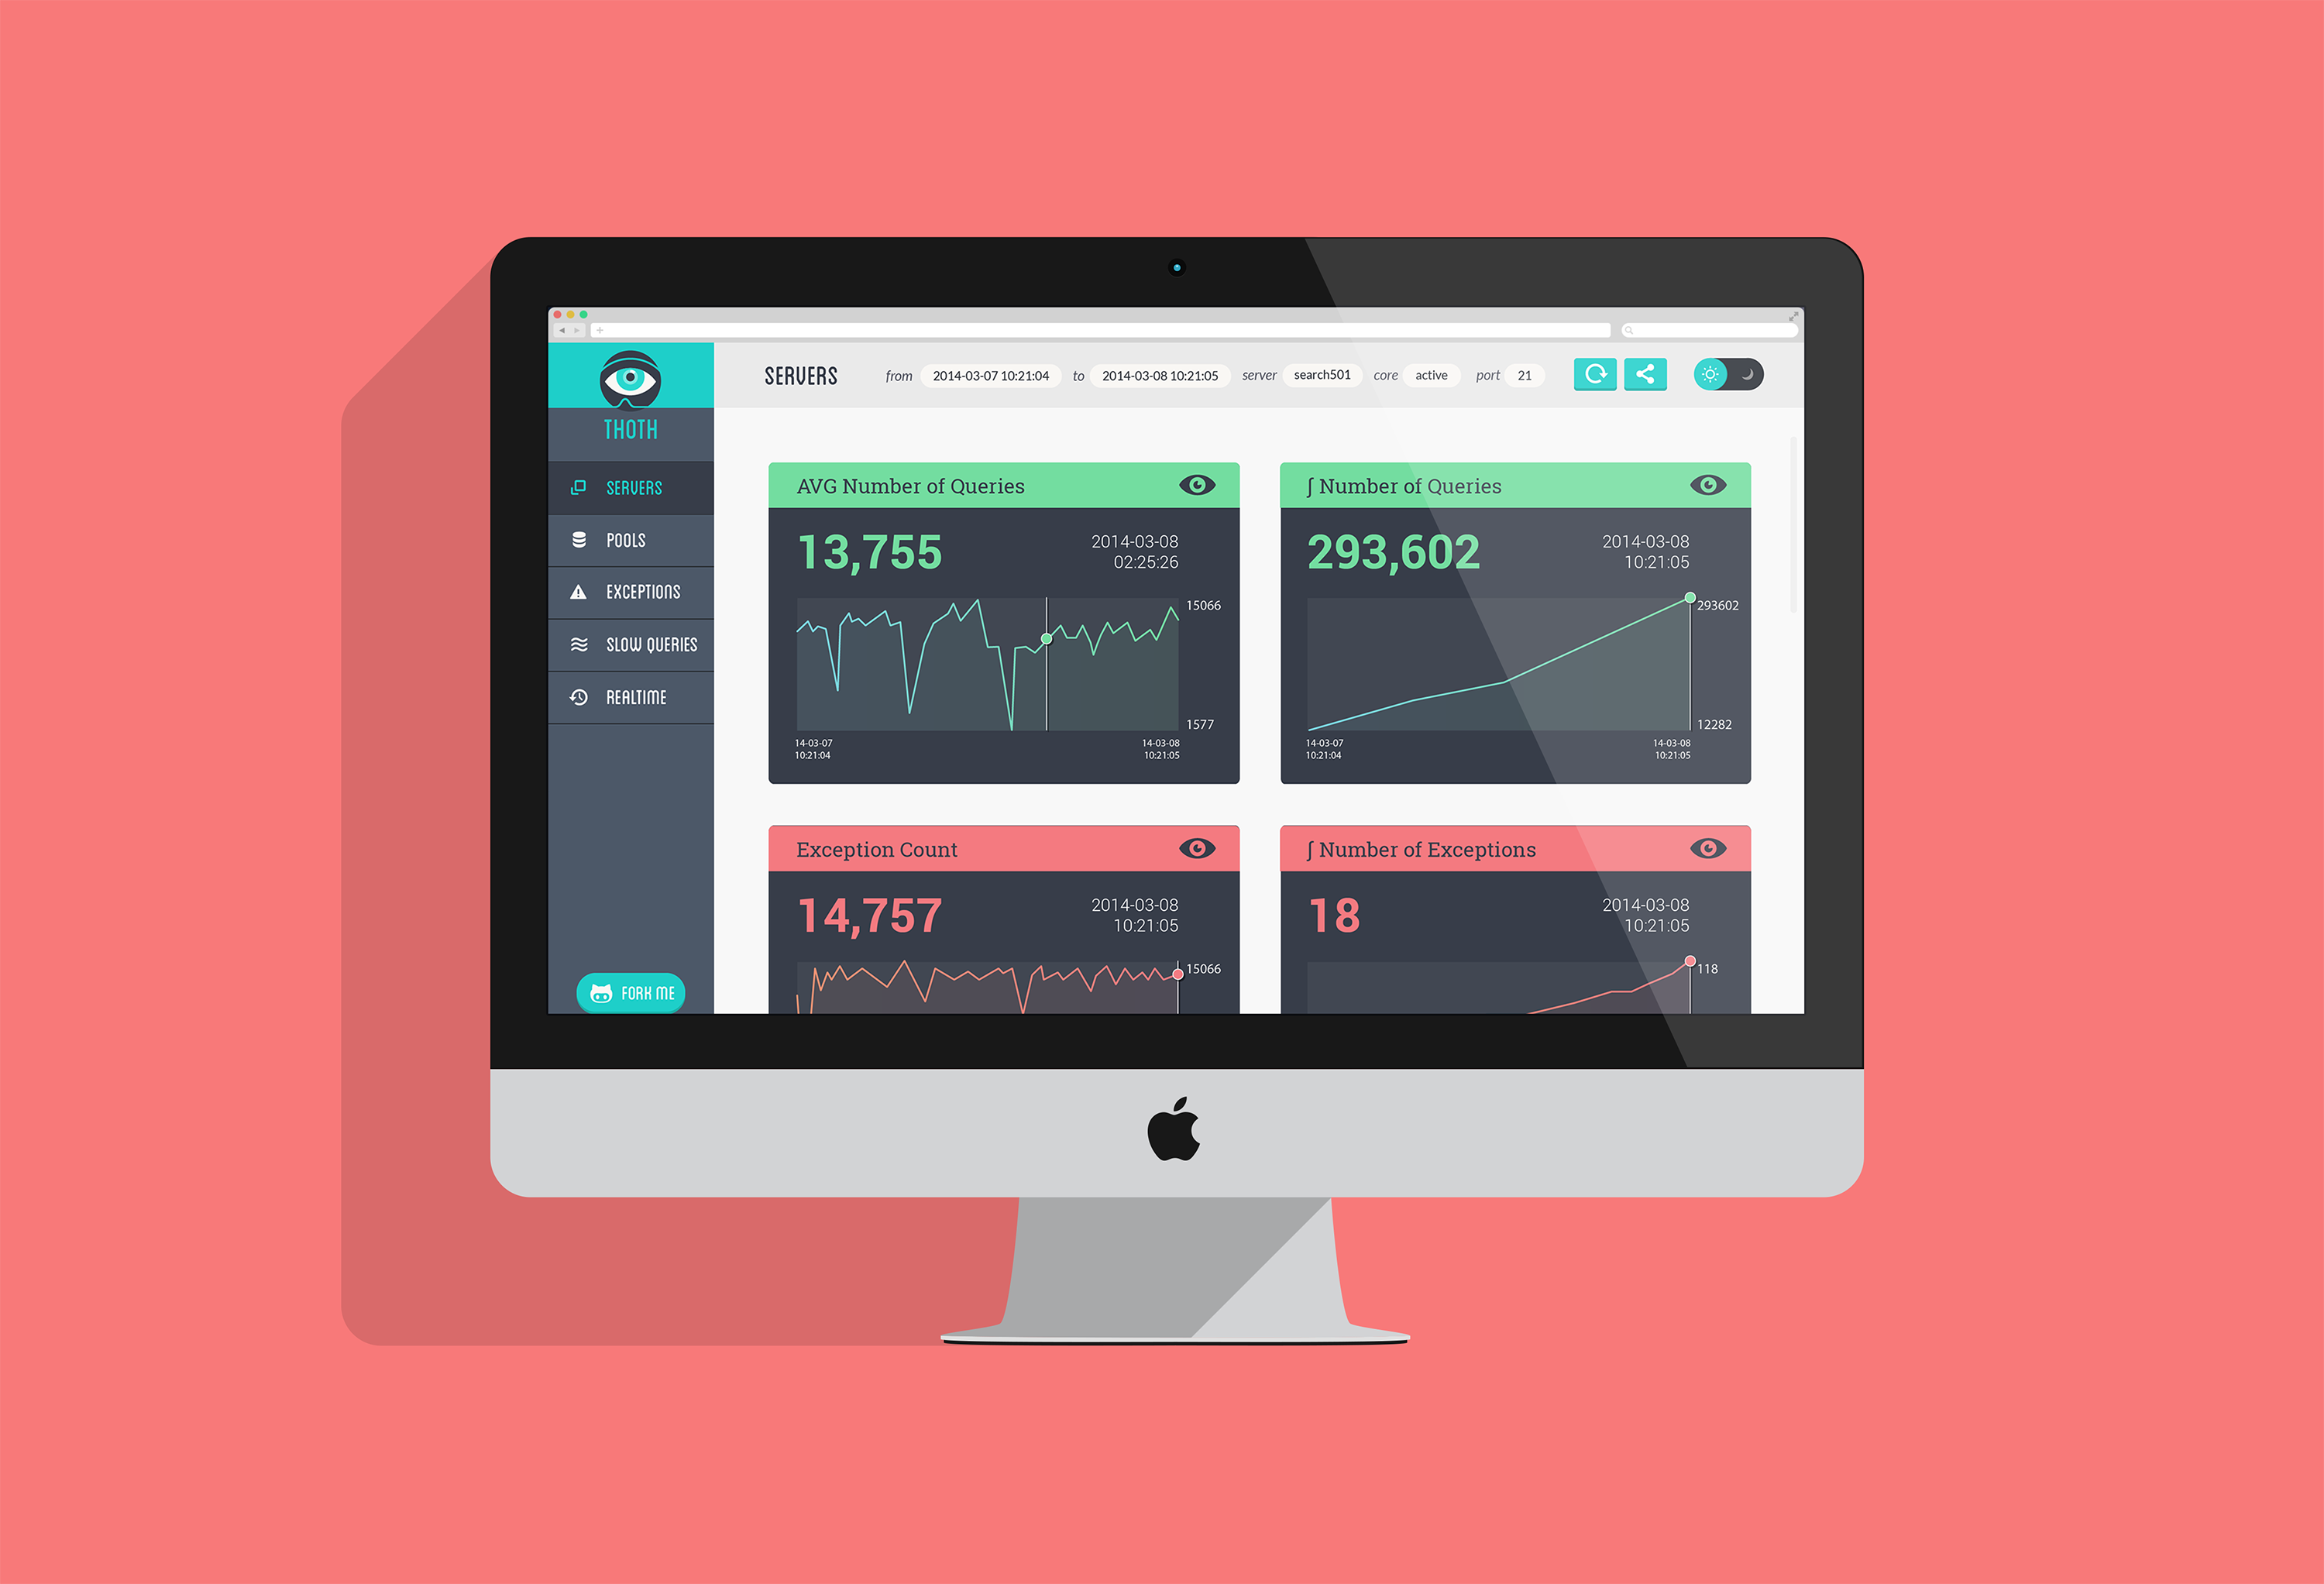 THOTH
SERVERS
POOLS
EXCEPTIONS
SLOW QUERIES
REALTIME
FORK ME
SERVERS from 2014-03-07 10:21:04 to 2014-03-08 10:21:05 server search501 core active port 21
AVG Number of Queries
13,755
2014-03-08
02:25:26
15066
1577
14-03-07
10:21:04
14-03-08
10:21:05
∫ Number of Queries
293,602
2014-03-08
10:21:05
293602
12282
14-03-07
10:21:04
14-03-08
10:21:05
Exception Count
14,757
2014-03-08
10:21:05
15066
∫ Number of Exceptions
18
2014-03-08
10:21:05
118